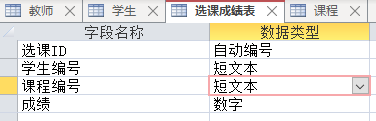 教师 学生 选课成绩表 课程
字段名称 数据类型
选课ID 自动编号
学生编号 短文本
课程编号 短文本
成绩 数字